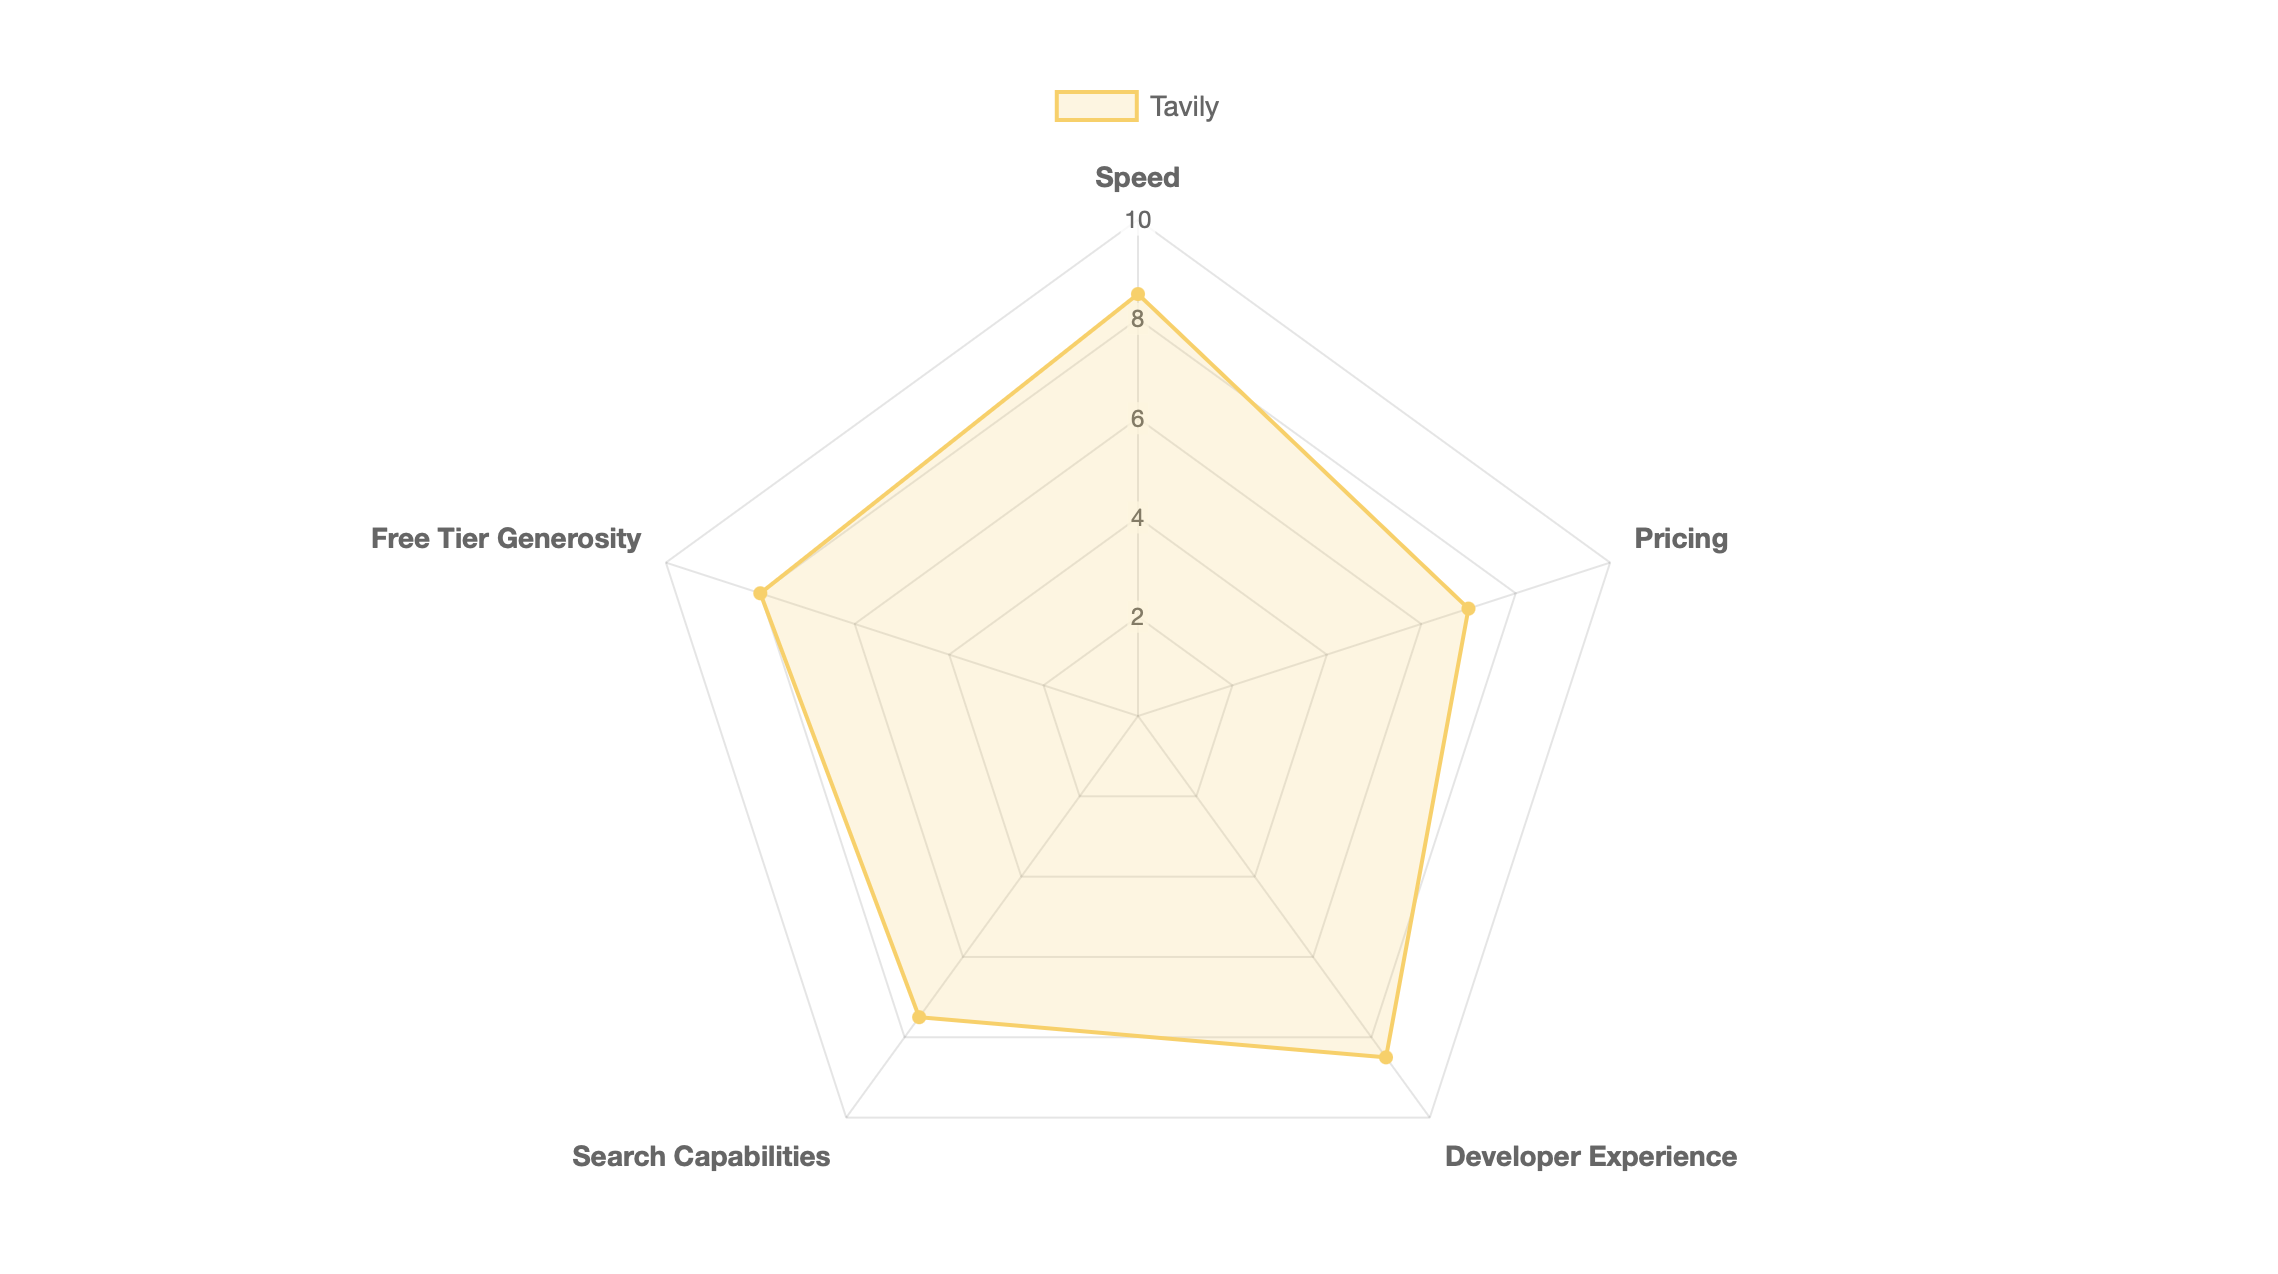 Tavily
Speed
10
8
6
4
2
Free Tier Generosity
Pricing
Search Capabilities
Developer Experience